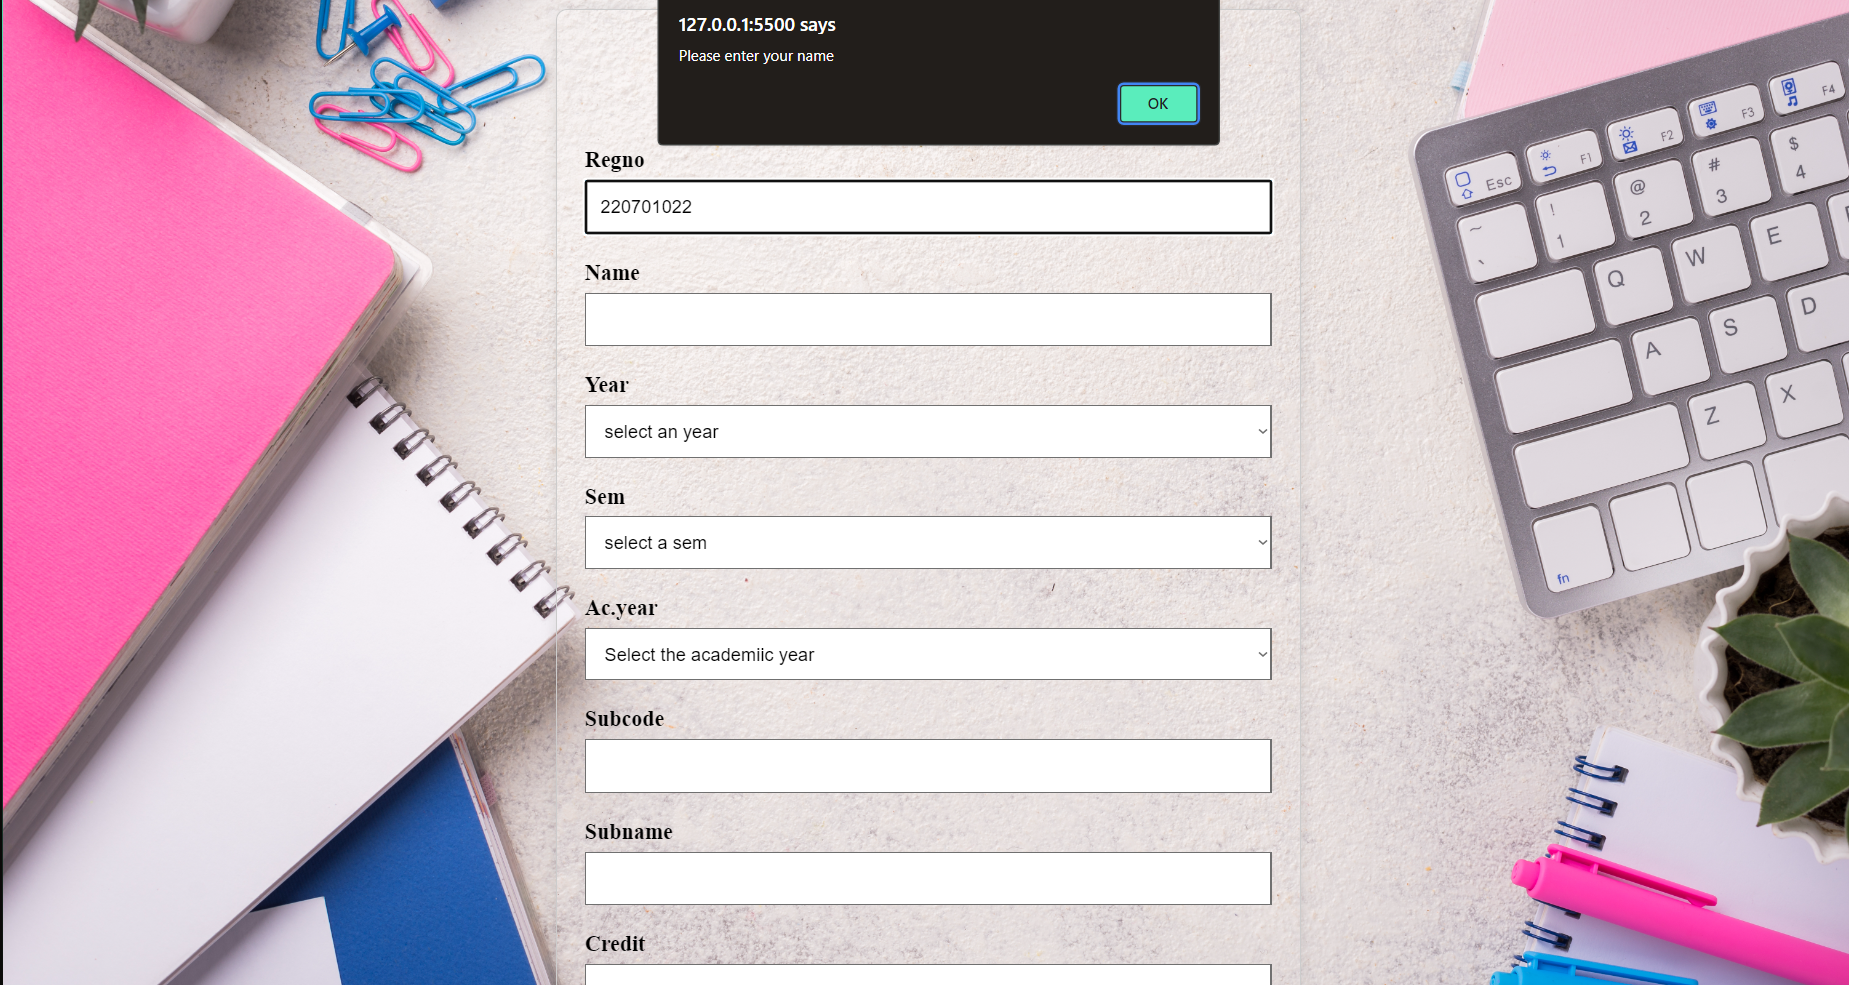 127.0.0.1:5500 says
Please enter your name
OK
Regno
220701022
Name
Year
select an year
Sem
select a sem
Ac.year
Select the academiic year
Subcode
Subname
Credit
Esc
F1
F2
F3
F4
~
`
!
1
@
2
#
3
$
4
Q
W
E
A
S
D
Z
X
fn